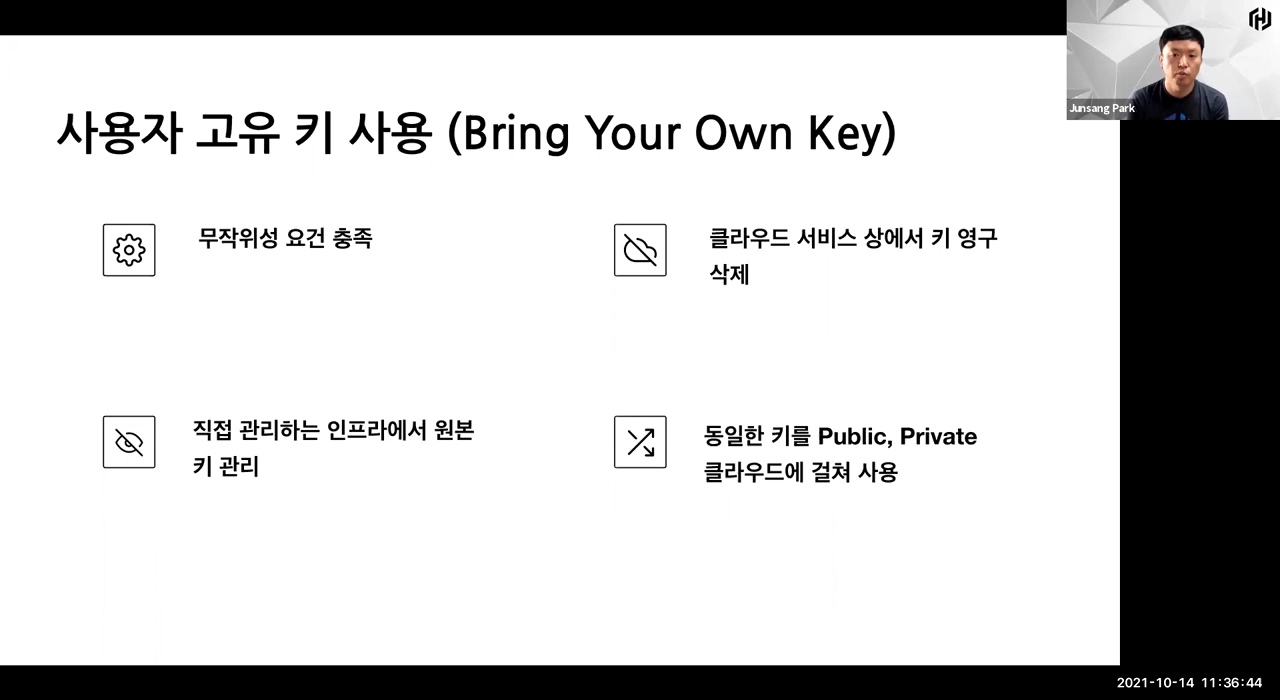 Junsang Park
사용자 고유 키 사용 (Bring Your Own Key)
무작위성 요건 충족
클라우드 서비스 상에서 키 영구
삭제
직접 관리하는 인프라에서 원본
키 관리
동일한 키를 Public, Private
클라우드에 걸쳐 사용
2021-10-14 11:36:44